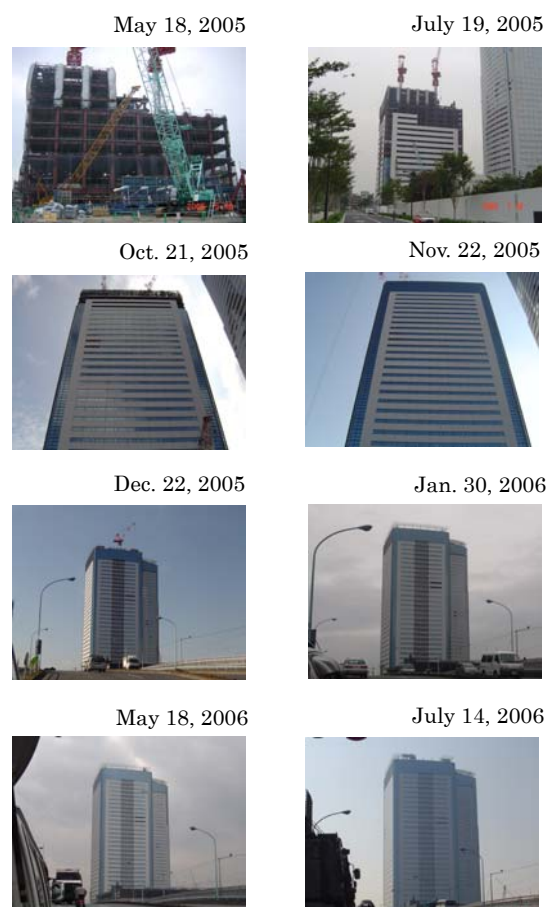 May 18, 2005
July 19, 2005
Oct. 21, 2005
Nov. 22, 2005
Dec. 22, 2005
Jan. 30, 2006
May 18, 2006
July 14, 2006